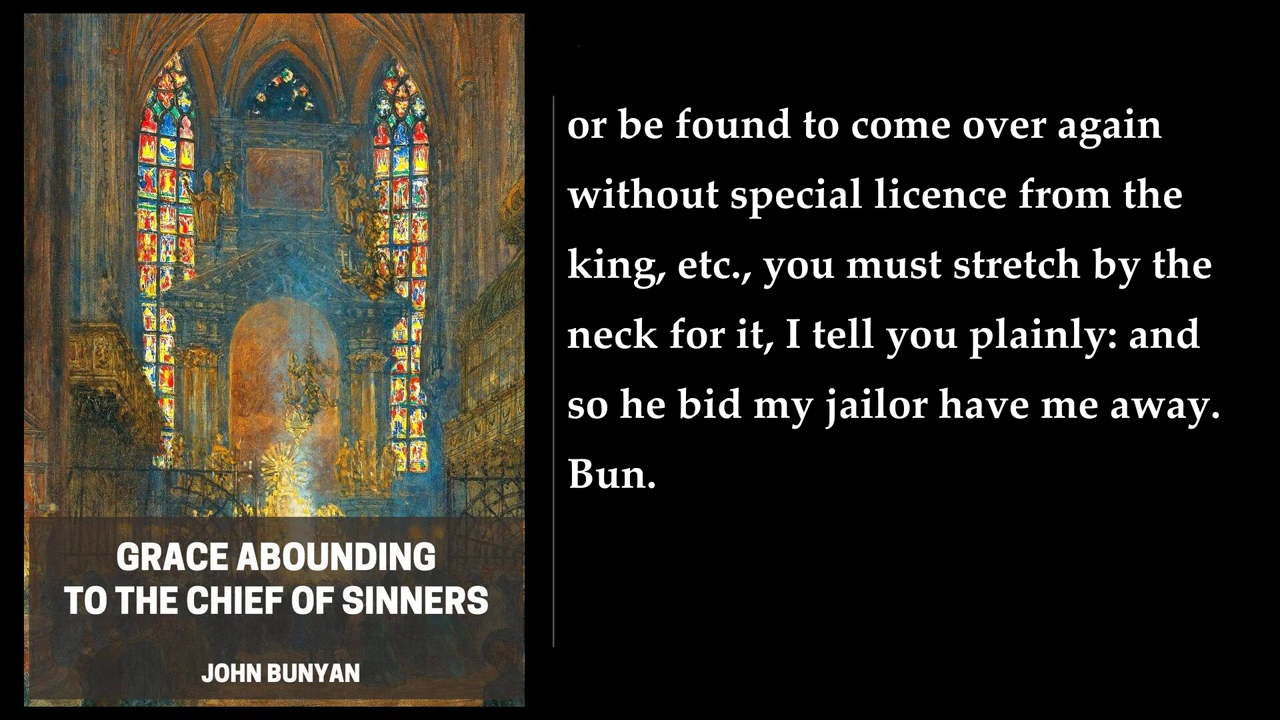 GRACE ABOUNDING
TO THE CHIEF OF SINNERS
JOHN BUNYAN
or be found to come over again
without special licence from the
king, etc., you must stretch by the
neck for it, I tell you plainly: and
so he bid my jailor have me away.
Bun.